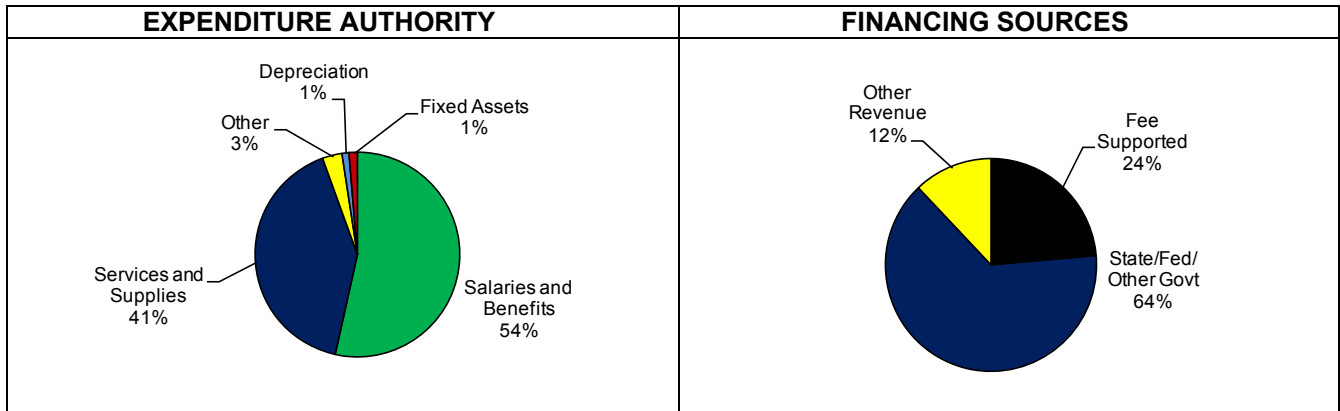 EXPENDITURE AUTHORITY
Depreciation
1%
Fixed Assets
1%
Other
3%
Services and
Supplies
41%
Salaries and
Benefits
54%
FINANCING SOURCES
Other
Revenue
12%
Fee
Supported
24%
State/Fed/
Other Govt
64%